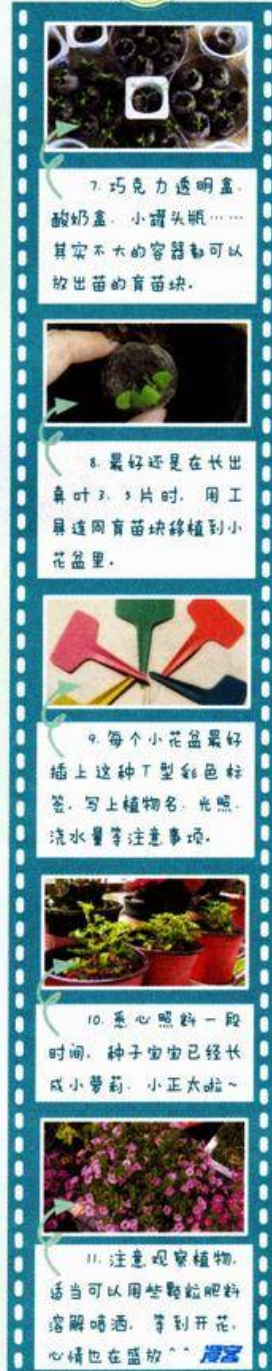 7. 巧克力透明盒、
酸奶盒、小罐头瓶……
其实不大的容器都可以
放出苗的育苗块。
8. 最好还是在长出
真叶3、5片时，用工
具连同育苗块移植到小
花盆里。
9. 每个小花盆最好
插上这种T型彩色标
签，写上植物名、光照、
浇水量等注意事项。
10. 悉心照料一段
时间，种子宝宝已经长
成小萝莉、小正太啦~
11. 注意观察植物，
适当可以用些颗粒肥料
溶解喷洒，等到开花，
心情也在盛放^^ 漫客